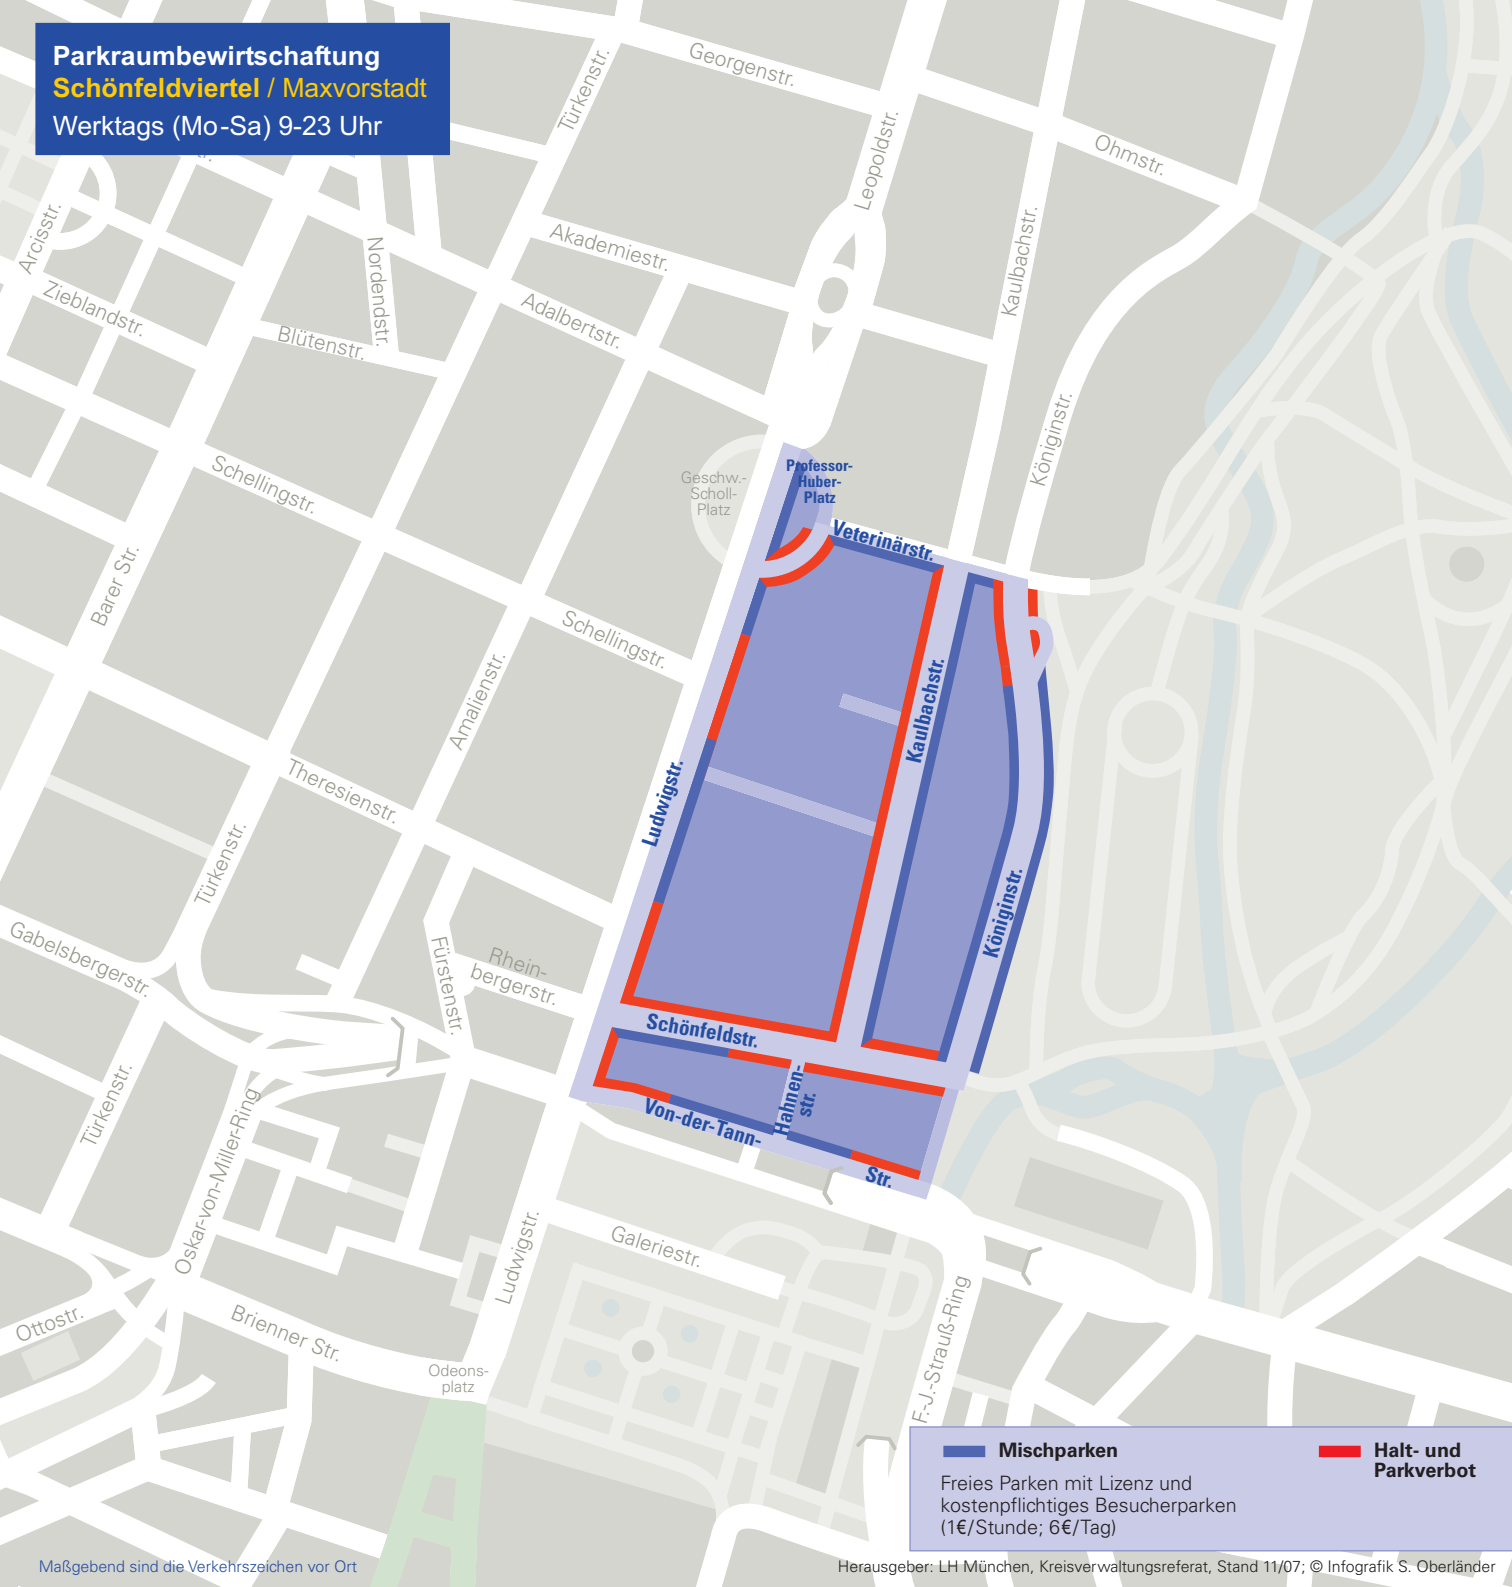 Parkraumbewirtschaftung
Schönfeldviertel / Maxvorstadt
Werktags (Mo-Sa) 9-23 Uhr
Georgenstr.
Türkenstr.
Leopoldstr.
Ohmstr.
Arcisstr.
Nordendstr.
Akademiestr.
Kaulbachstr.
Zieblandstr.
Blütenstr.
Adalbertstr.
Königinstr.
Schellingstr.
Geschw.-
Scholl-
Platz
Professor-
Huber-
Platz
Veterinärstr.
Barer Str.
Schellingstr.
Amalienstr.
Kaulbachstr.
Ludwigstr.
Theresienstr.
Türkenstr.
Königinstr.
Gabelsbergerstr.
Fürstenstr.
Rhein-
bergerstr.
Schönfeldstr.
Hahnen-
str.
Türkenstr.
Von-der-Tann-
Str.
Oskar-von-Miller-Ring
Ludwigstr.
Galeriestr.
Ottostr.
Brienner Str.
Odeons-
platz
F.-J.-Strauß-Ring
Mischparken
Freies Parken mit Lizenz und
kostenpflichtiges Besucherparken
(1€/Stunde; 6€/Tag)
Halt- und
Parkverbot
Maßgebend sind die Verkehrszeichen vor Ort
Herausgeber: LH München, Kreisverwaltungsreferat, Stand 11/07; © Infografik S. Oberländer